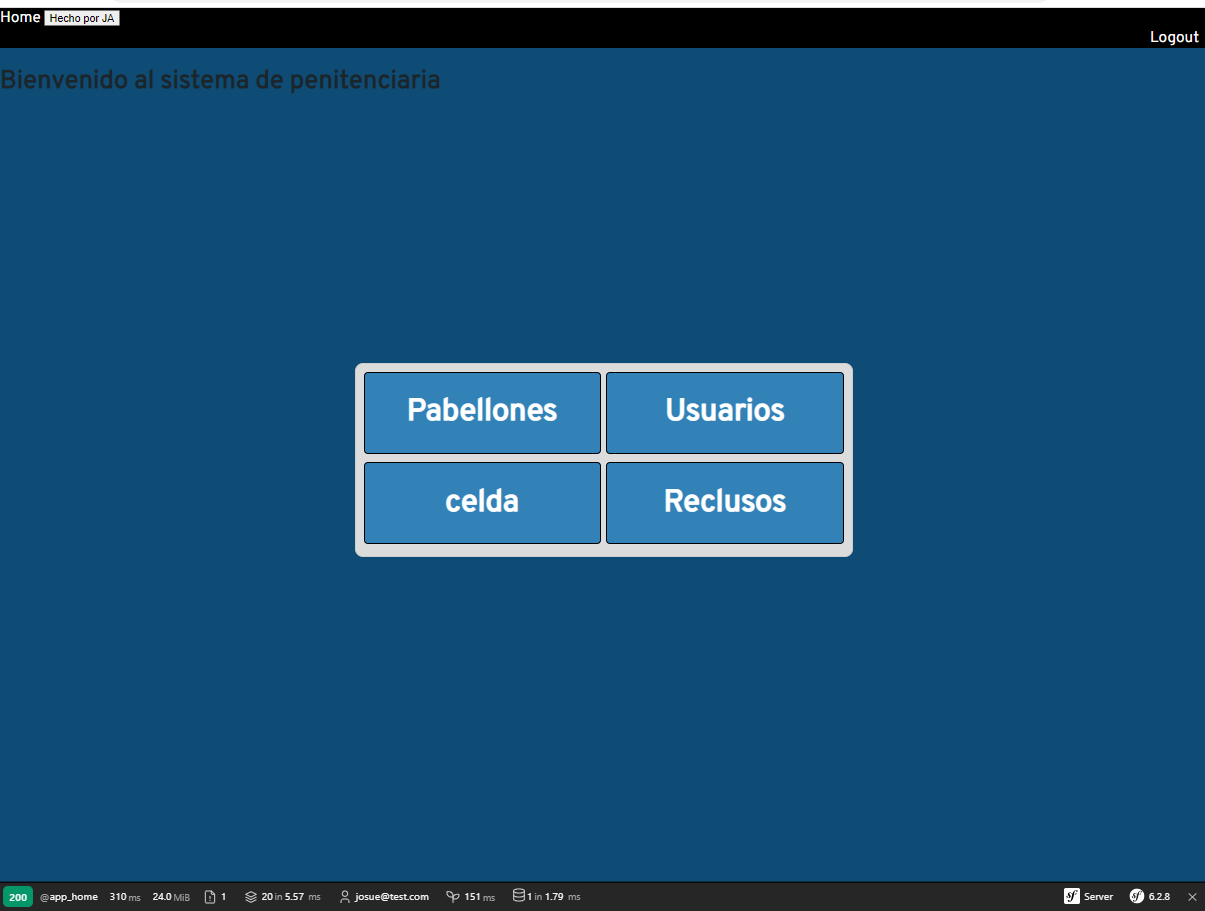 Home Hecho por JA
Logout
Bienvenido al sistema de penitenciaria
Pabellones Usuarios
celda Reclusos
200 @app_home 310 ms 24.0 MiB 1 20 in 5.57 ms josue@test.com 151 ms 1 in 1.79 ms sf Server sf 6.2.8